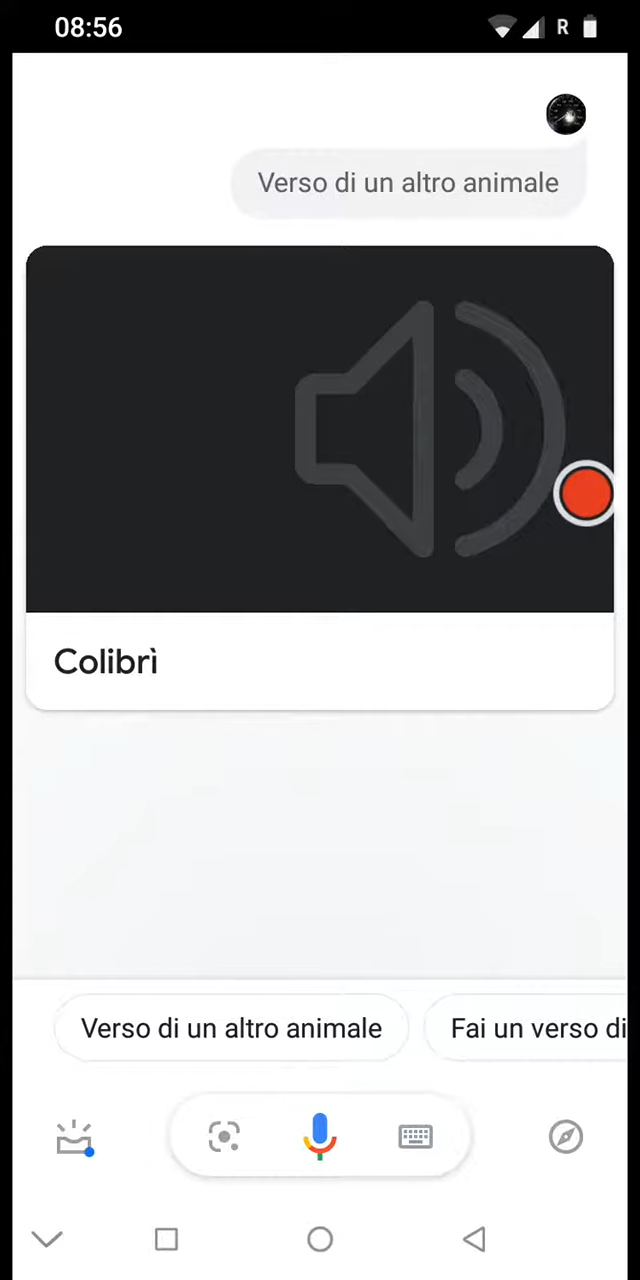 08:56
R
Verso di un altro animale
Colibrì
Verso di un altro animale
Fai un verso di